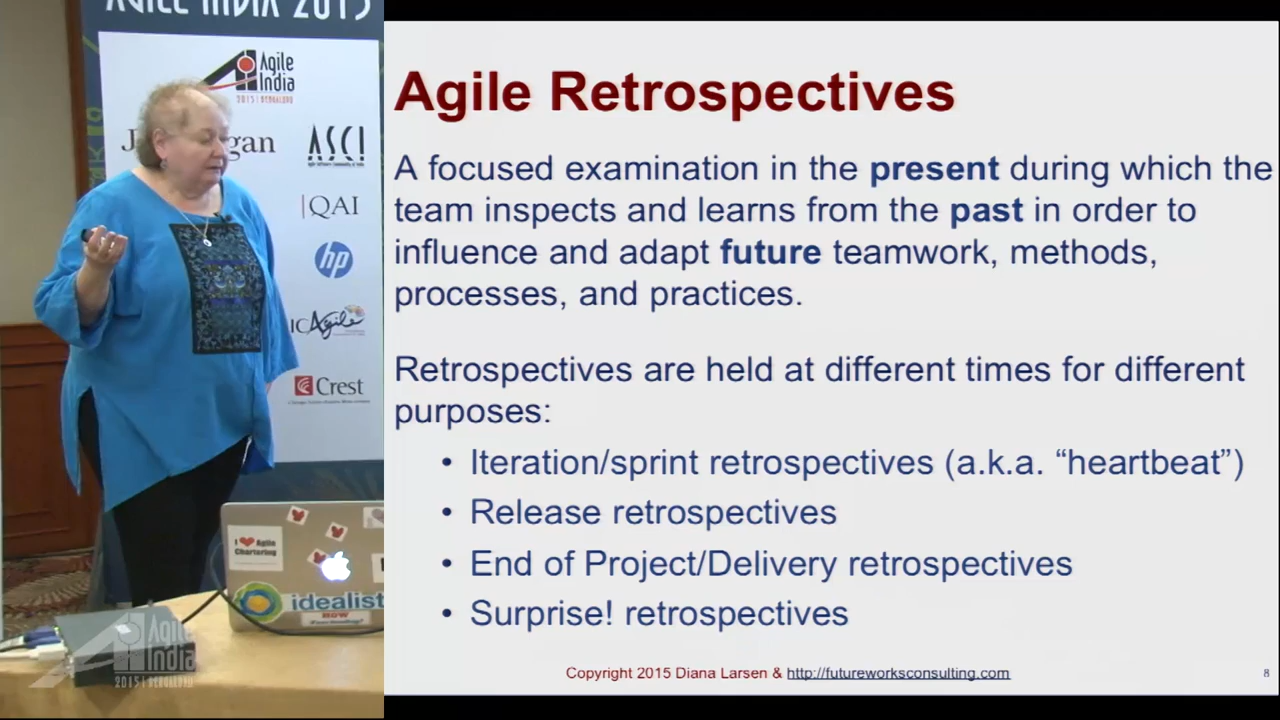 AGILE INDIA 2015
Agile
India
2015 | BENGALURU
ASCI
QAI
hp
ICAgile
Crest
I ❤ Agile
Chartering
idealist
Agile
India
2015 | BENGALURU
Agile Retrospectives
A focused examination in the present during which the
team inspects and learns from the past in order to
influence and adapt future teamwork, methods,
processes, and practices.
Retrospectives are held at different times for different
purposes:
• Iteration/sprint retrospectives (a.k.a. “heartbeat”)
• Release retrospectives
• End of Project/Delivery retrospectives
• Surprise! retrospectives
Copyright 2015 Diana Larsen & http://futureworksconsulting.com
8